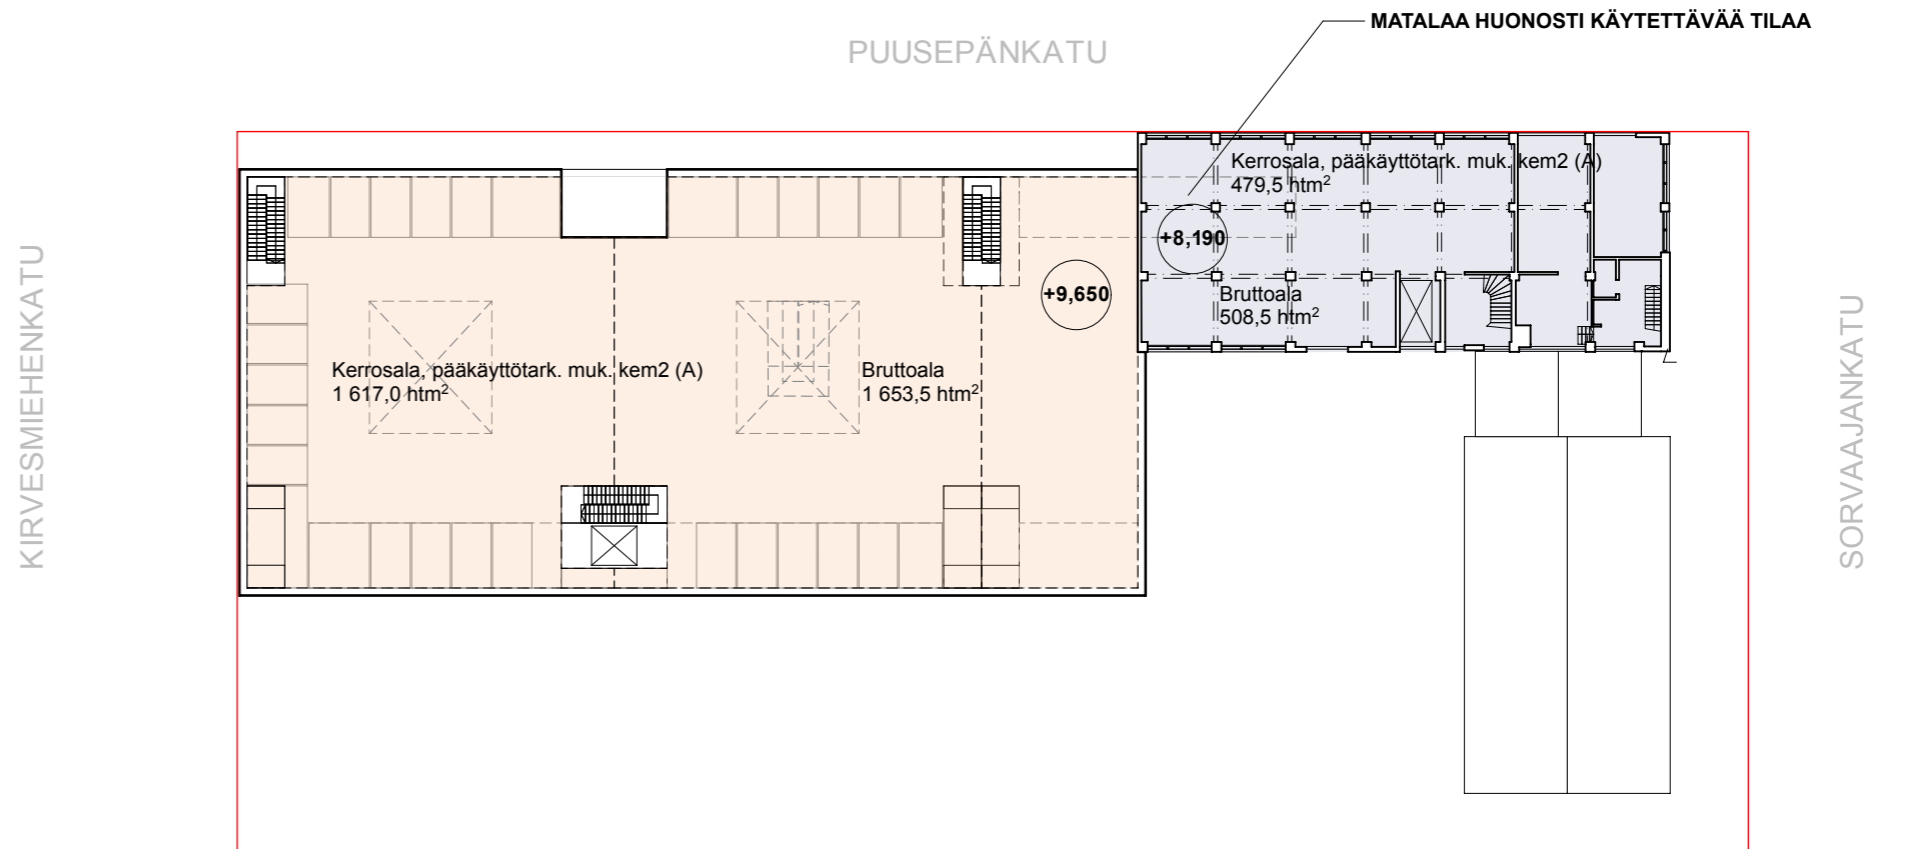 MATALAA HUONOSTI KÄYTETTÄVÄÄ TILAA
PUUSEPÄNKATU
Kerrosala, pääkäyttötark. muk. kem2 (A)
479,5 htm²
+8,190
+9,650
Bruttoala
508,5 htm²
Kerrosala, pääkäyttötark. muk. kem2 (A)
1 617,0 htm²
Bruttoala
1 653,5 htm²
KIRVESMIEHENKATU
SORVAAJANKATU